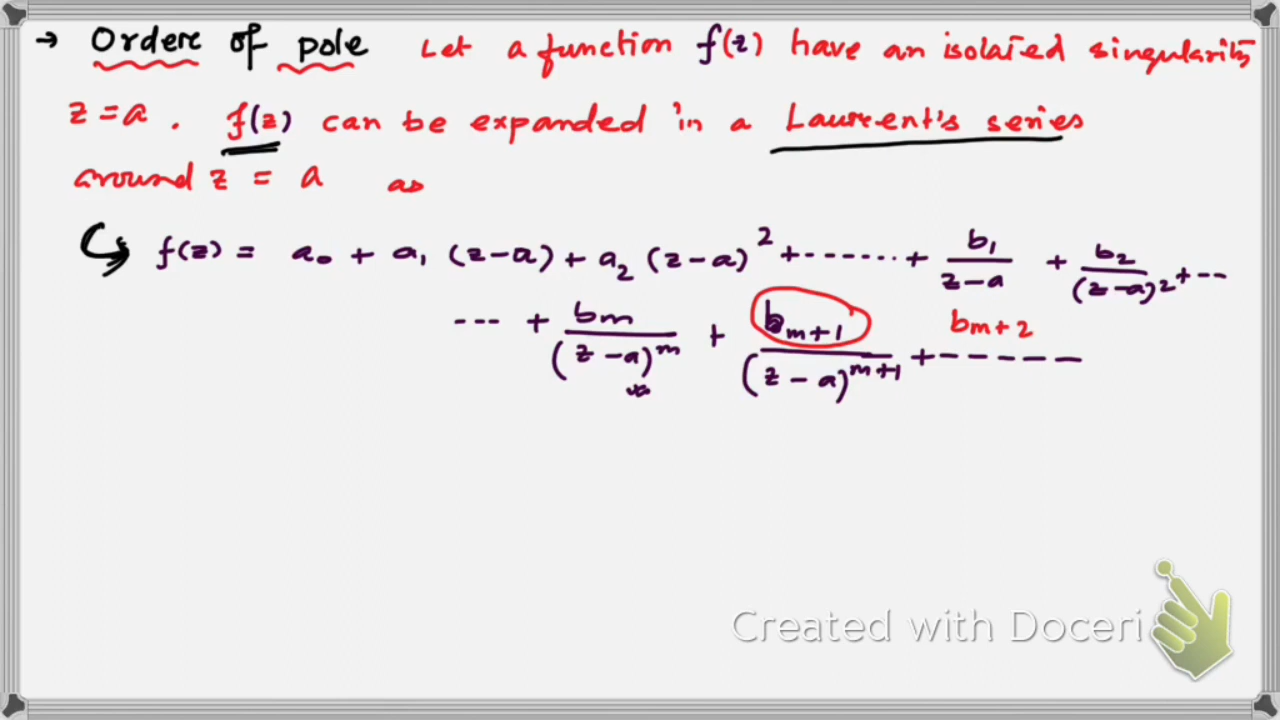 → Ordere of pole Let a function f(z) have an isolated singularity
z = a . f(z) can be expanded in a Laurent's series
around z = a as
f(z) = a₀ + a₁ (z-a) + a₂ (z-a)² + ------- + b₁/(z-a) + b₂/(z-a)² + --
--- + bm/(z-a)^m + bm+1/(z-a)^m+1 + ------ bm+2
Created with Doceri